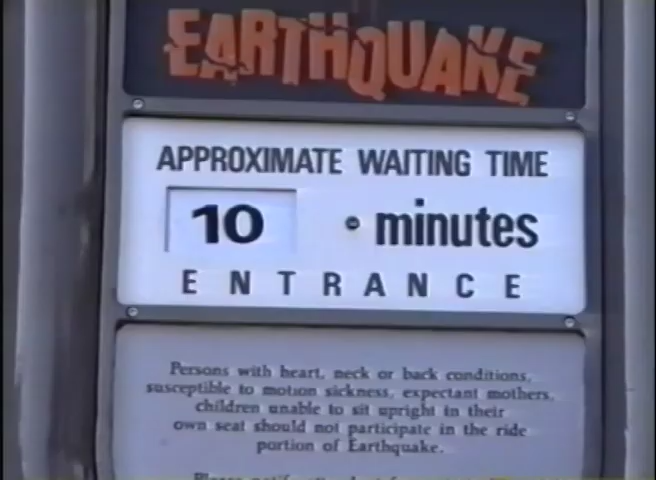 EARTHQUAKE
APPROXIMATE WAITING TIME
10 minutes
ENTRANCE
Persons with heart, neck or back conditions,
susceptible to motion sickness, expectant mothers,
children unable to sit upright in their
own seat should not participate in the ride
portion of Earthquake.